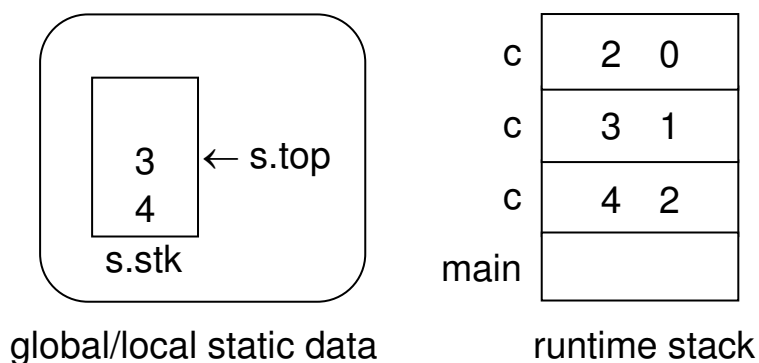 3 ← s.top
4
s.stk
global/local static data
c 2 0
c 3 1
c 4 2
main
runtime stack